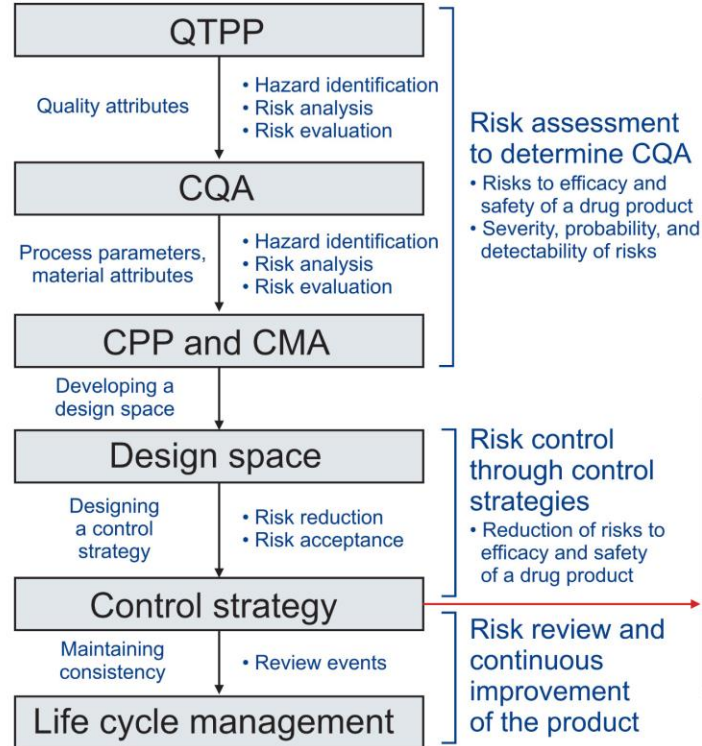 QTPP
Quality attributes
• Hazard identification
• Risk analysis
• Risk evaluation
CQA
Process parameters,
material attributes
• Hazard identification
• Risk analysis
• Risk evaluation
CPP and CMA
Risk assessment
to determine CQA
• Risks to efficacy and
safety of a drug product
• Severity, probability, and
detectability of risks
Developing a
design space
Design space
Designing
a control
strategy
• Risk reduction
• Risk acceptance
Control strategy
Risk control
through control
strategies
• Reduction of risks to
efficacy and safety
of a drug product
Maintaining
consistency
• Review events
Life cycle management
Risk review and
continuous
improvement
of the product